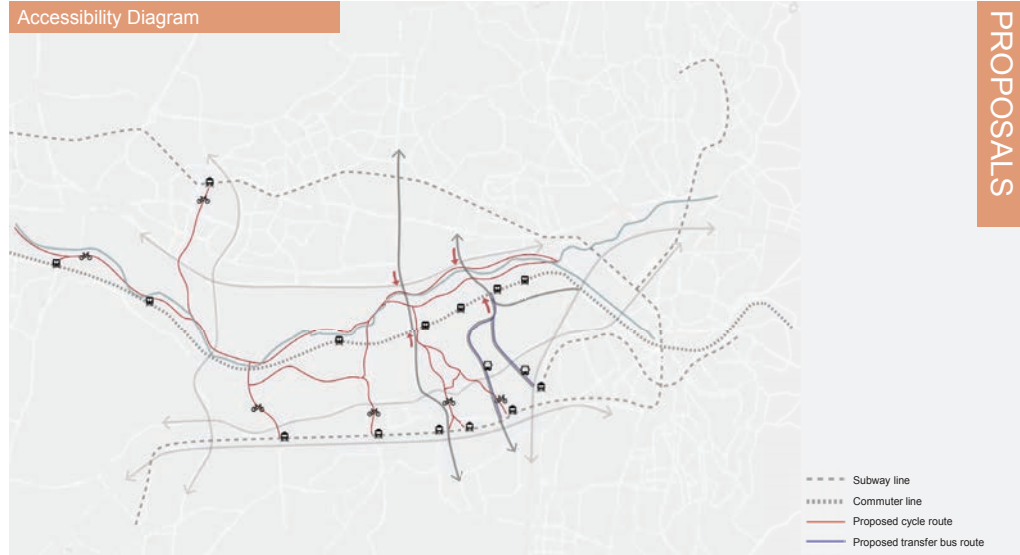 Accessibility Diagram
PROPOSALS
Subway line
Commuter line
Proposed cycle route
Proposed transfer bus route